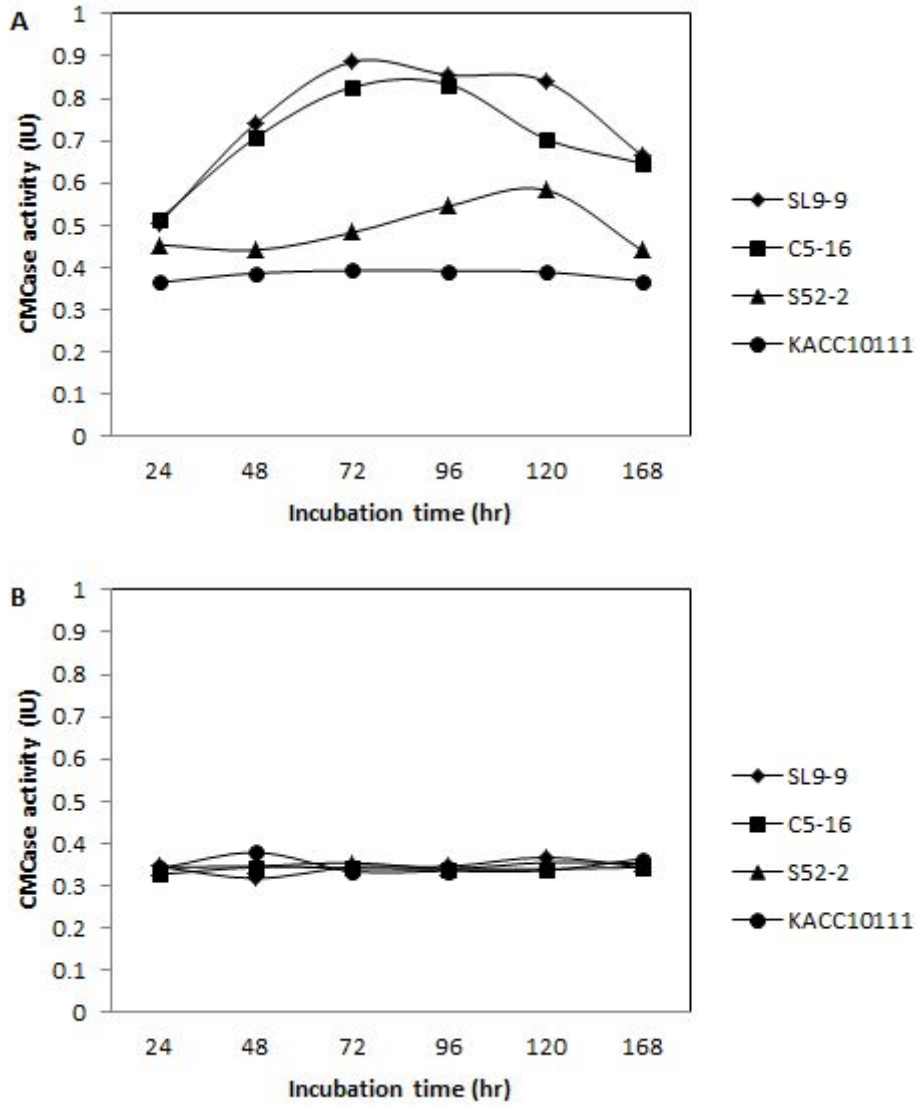 A
CMCase activity (IU)
1
0.9
0.8
0.7
0.6
0.5
0.4
0.3
0.2
0.1
0
24 48 72 96 120 168
Incubation time (hr)
SL9-9
C5-16
S52-2
KACC10111
B
CMCase activity (IU)
1
0.9
0.8
0.7
0.6
0.5
0.4
0.3
0.2
0.1
0
24 48 72 96 120 168
Incubation time (hr)
SL9-9
C5-16
S52-2
KACC10111